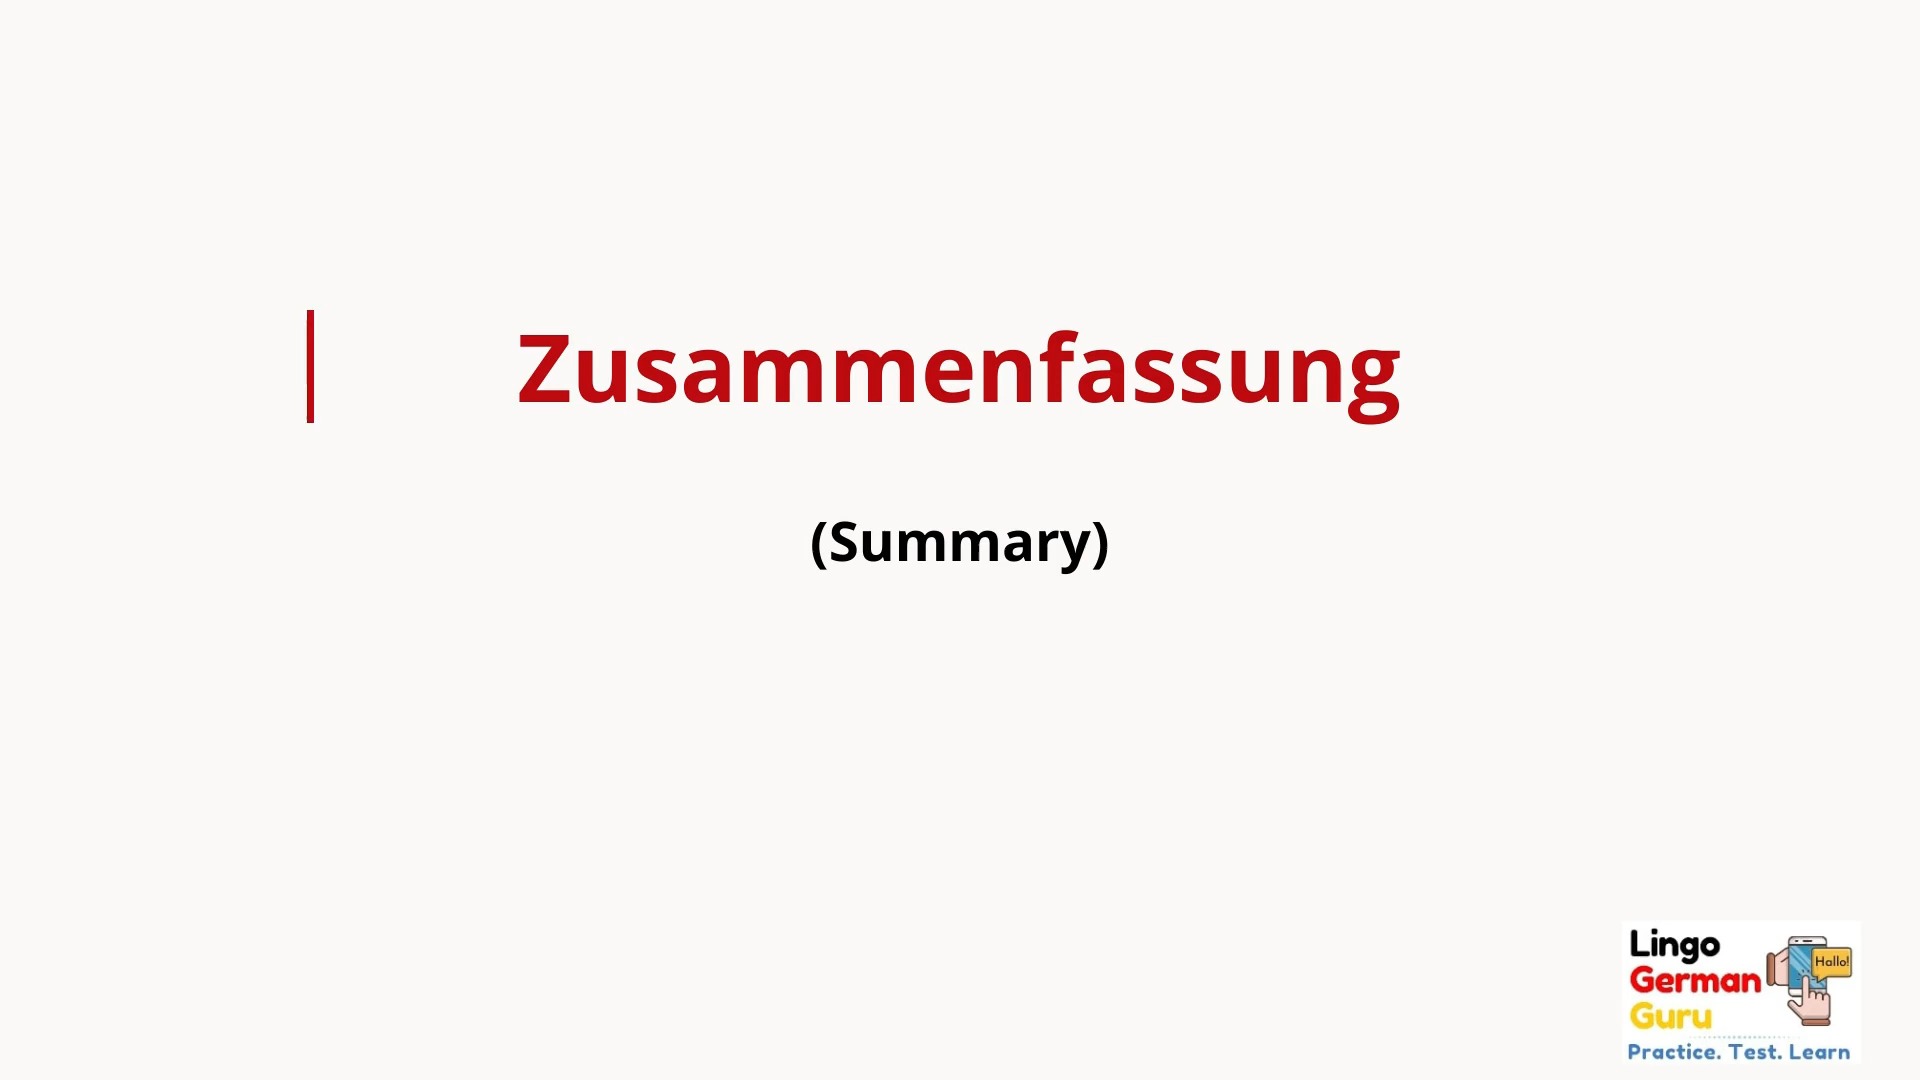 Zusammenfassung
(Summary)
Lingo
German
Guru
Hallo!
Practice. Test. Learn